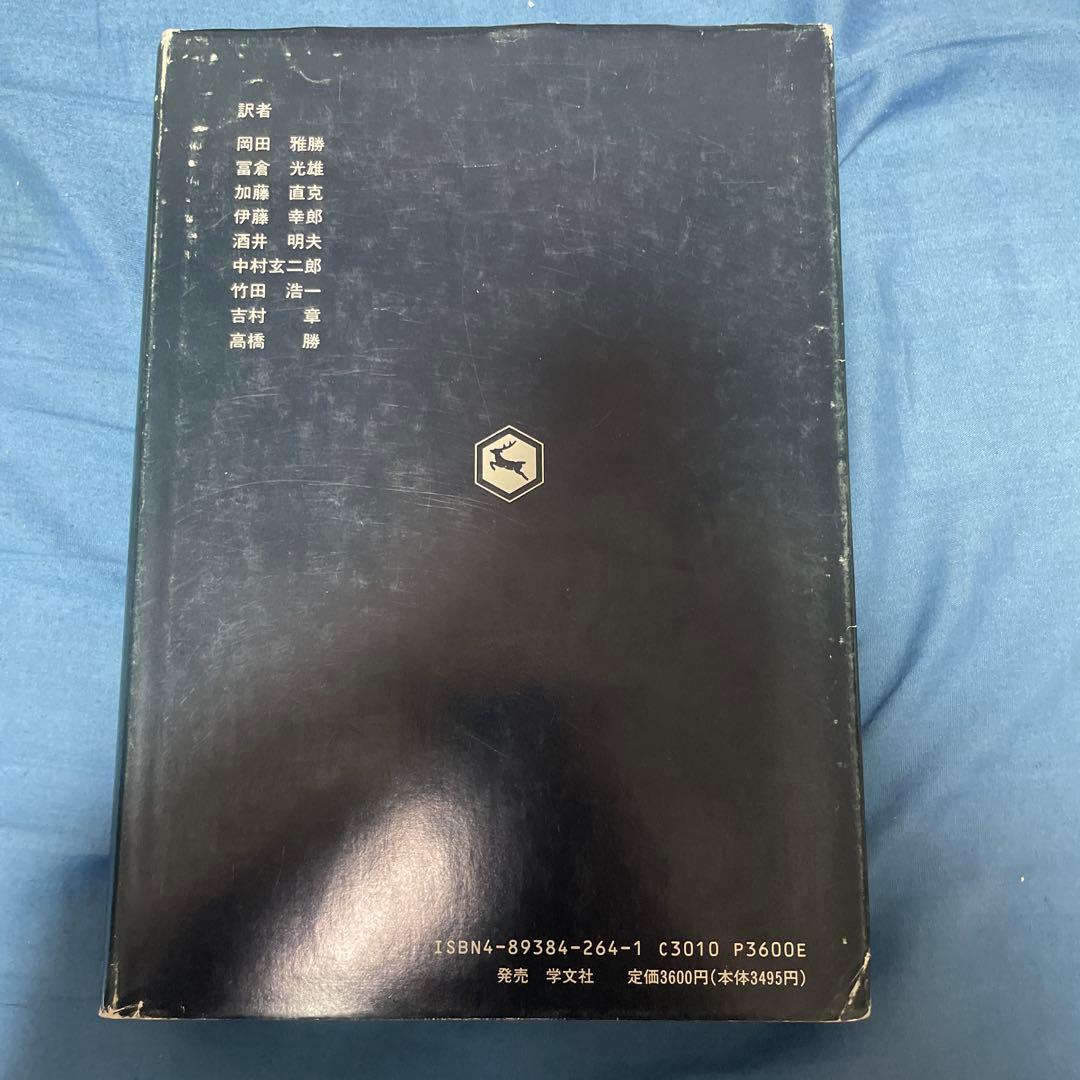 訳者
岡田 雅勝
冨倉 光雄
加藤 直克
伊藤 幸郎
酒井 明夫
中村玄二郎
竹田 浩一
吉村 章
高橋 勝
ISBN4-89384-264-1 C3010 P3600E
発売 学文社 定価3600円(本体3495円)